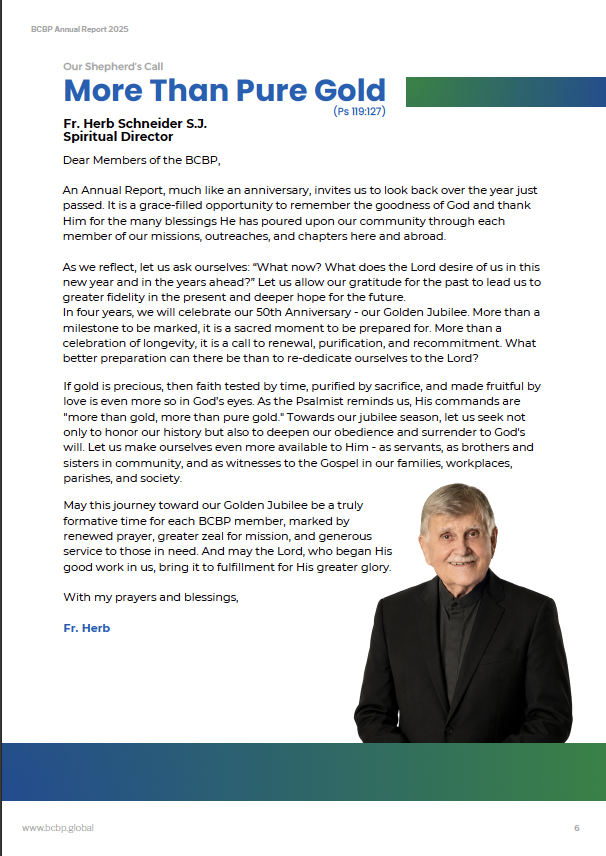 BCBP Annual Report 2025
Our Shepherd's Call
More Than Pure Gold
(Ps 119:127)
Fr. Herb Schneider S.J.
Spiritual Director
Dear Members of the BCBP,
An Annual Report, much like an anniversary, invites us to look back over the year just
passed. It is a grace-filled opportunity to remember the goodness of God and thank
Him for the many blessings He has poured upon our community through each
member of our missions, outreaches, and chapters here and abroad.
As we reflect, let us ask ourselves: “What now? What does the Lord desire of us in this
new year and in the years ahead?” Let us allow our gratitude for the past to lead us to
greater fidelity in the present and deeper hope for the future.
In four years, we will celebrate our 50th Anniversary - our Golden Jubilee. More than a
milestone to be marked, it is a sacred moment to be prepared for. More than a
celebration of longevity, it is a call to renewal, purification, and recommitment. What
better preparation can there be than to re-dedicate ourselves to the Lord?
If gold is precious, then faith tested by time, purified by sacrifice, and made fruitful by
love is even more so in God’s eyes. As the Psalmist reminds us, His commands are
"more than gold, more than pure gold." Towards our jubilee season, let us seek not
only to honor our history but also to deepen our obedience and surrender to God's
will. Let us make ourselves even more available to Him - as servants, as brothers and
sisters in community, and as witnesses to the Gospel in our families, workplaces,
parishes, and society.
May this journey toward our Golden Jubilee be a truly
formative time for each BCBP member, marked by
renewed prayer, greater zeal for mission, and generous
service to those in need. And may the Lord, who began His
good work in us, bring it to fulfillment for His greater glory.
With my prayers and blessings,
Fr. Herb
www.bcbp.global
6